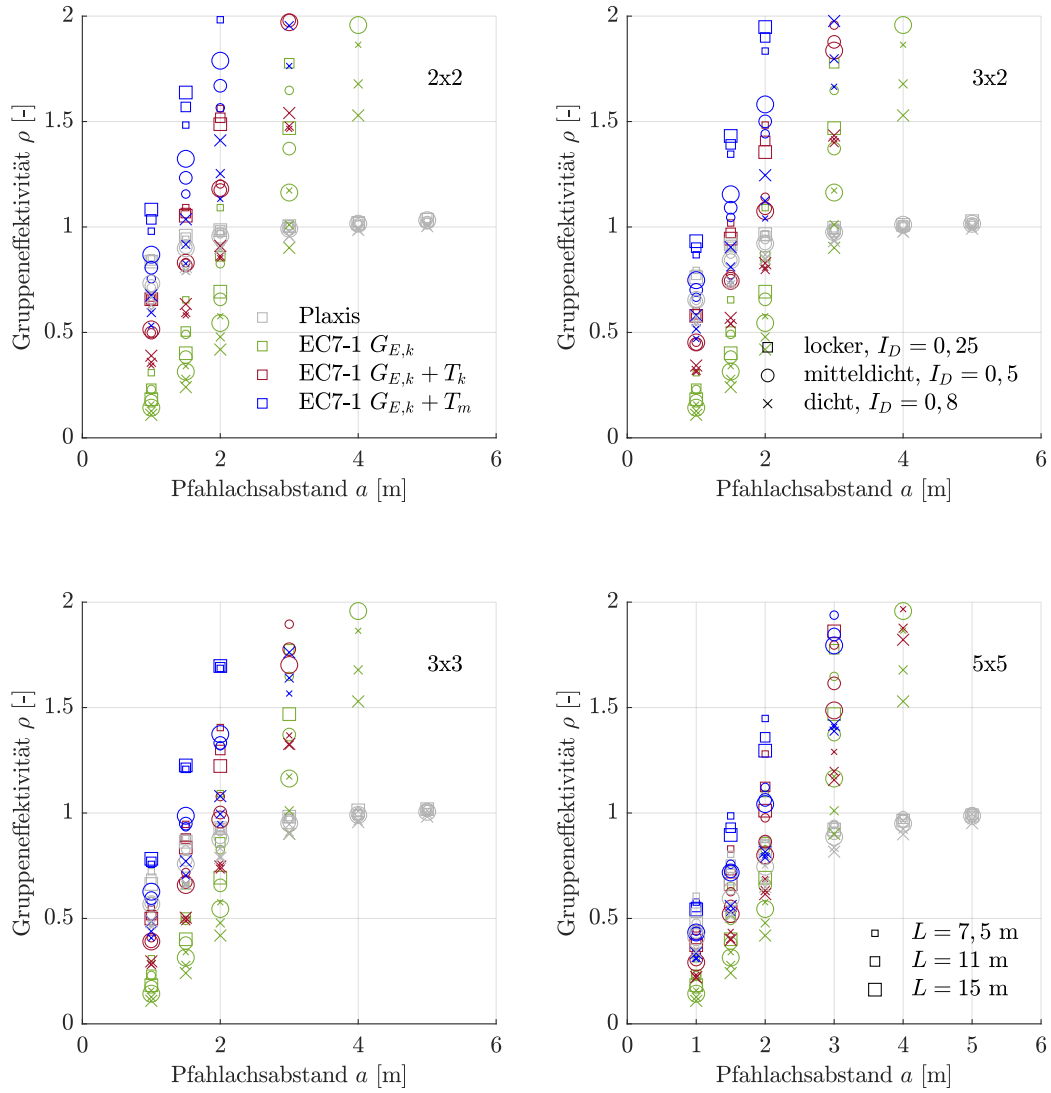 2
1.5
1
0.5
0
Gruppeneffektivität ρ [-]
2x2
Plaxis
EC7-1 G_{E,k}
EC7-1 G_{E,k} + T_k
EC7-1 G_{E,k} + T_m
0 2 4 6
Pfahlachsabstand a [m]
2
1.5
1
0.5
0
Gruppeneffektivität ρ [-]
3x2
locker, I_D = 0,25
mitteldicht, I_D = 0,5
dicht, I_D = 0,8
0 2 4 6
Pfahlachsabstand a [m]
2
1.5
1
0.5
0
Gruppeneffektivität ρ [-]
3x3
0 2 4 6
Pfahlachsabstand a [m]
2
1.5
1
0.5
0
Gruppeneffektivität ρ [-]
5x5
L = 7,5 m
L = 11 m
L = 15 m
0 1 2 3 4 5 6
Pfahlachsabstand a [m]